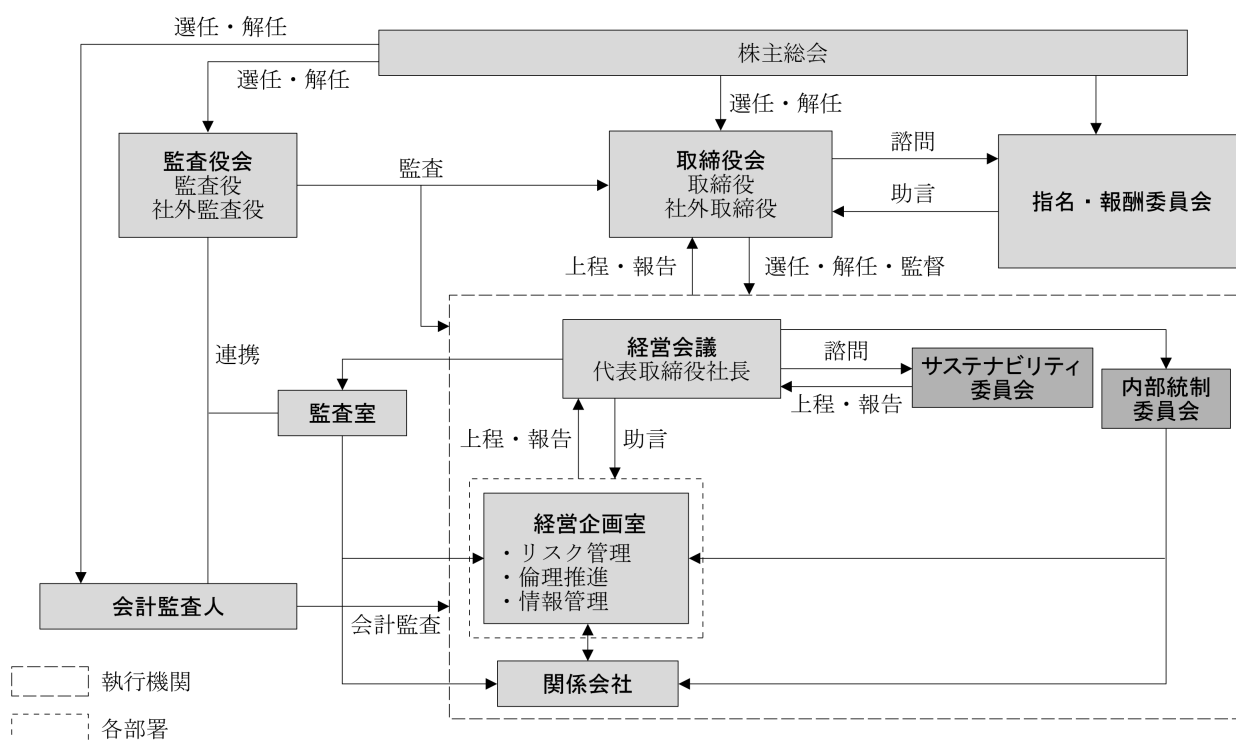 選任・解任
株主総会
選任・解任
選任・解任
監査役会
監査役
社外監査役
監査
取締役会
取締役
社外取締役
諮問
助言
指名・報酬委員会
上程・報告
選任・解任・監督
連携
経営会議
代表取締役社長
諮問
上程・報告
サステナビリティ
委員会
内部統制
委員会
監査室
上程・報告
助言
経営企画室
・リスク管理
・倫理推進
・情報管理
会計監査人
会計監査
関係会社
執行機関
各部署